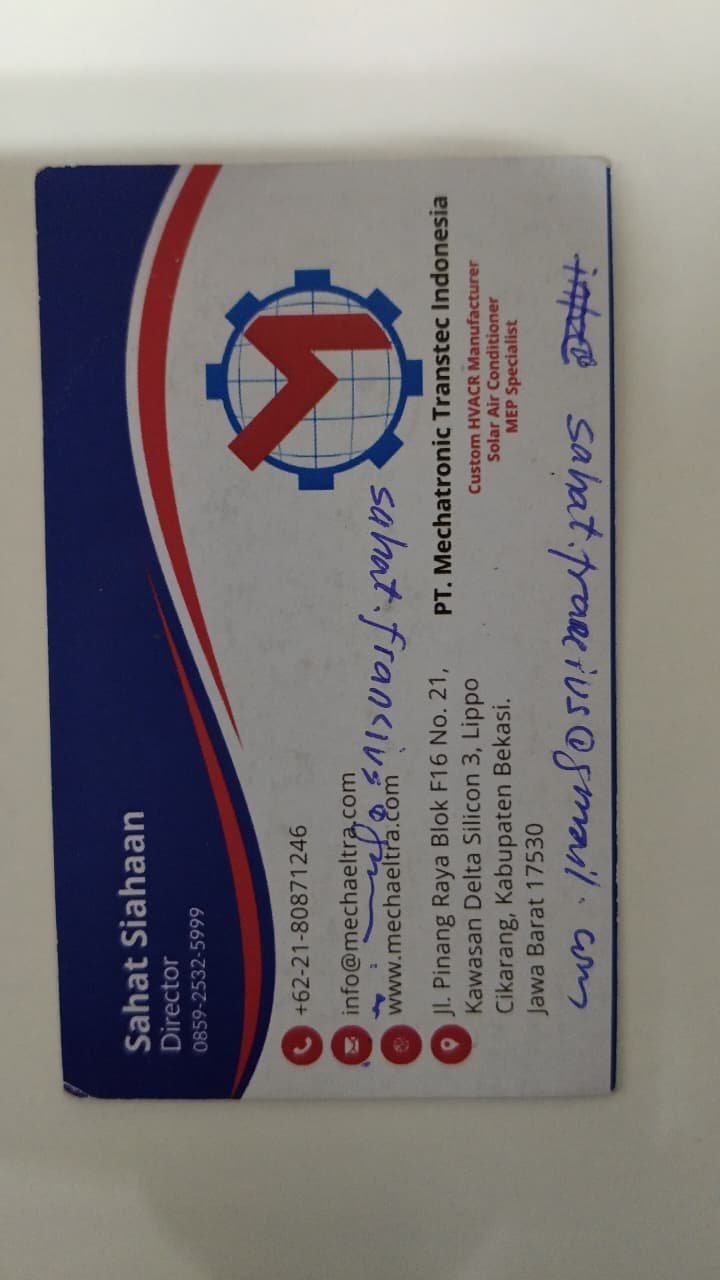 Sahat Siahaan
Director
0859-2532-5999
+62-21-80871246
info@mechaeltra.com
sahat.francius@gm
www.mechaeltra.com
Jl. Pinang Raya Blok F16 No. 21,
Kawasan Delta Silicon 3, Lippo
Cikarang, Kabupaten Bekasi.
Jawa Barat 17530
PT. Mechatronic Transtec Indonesia
Custom HVACR Manufacturer
Solar Air Conditioner
MEP Specialist
sahat.francius@gmail.com